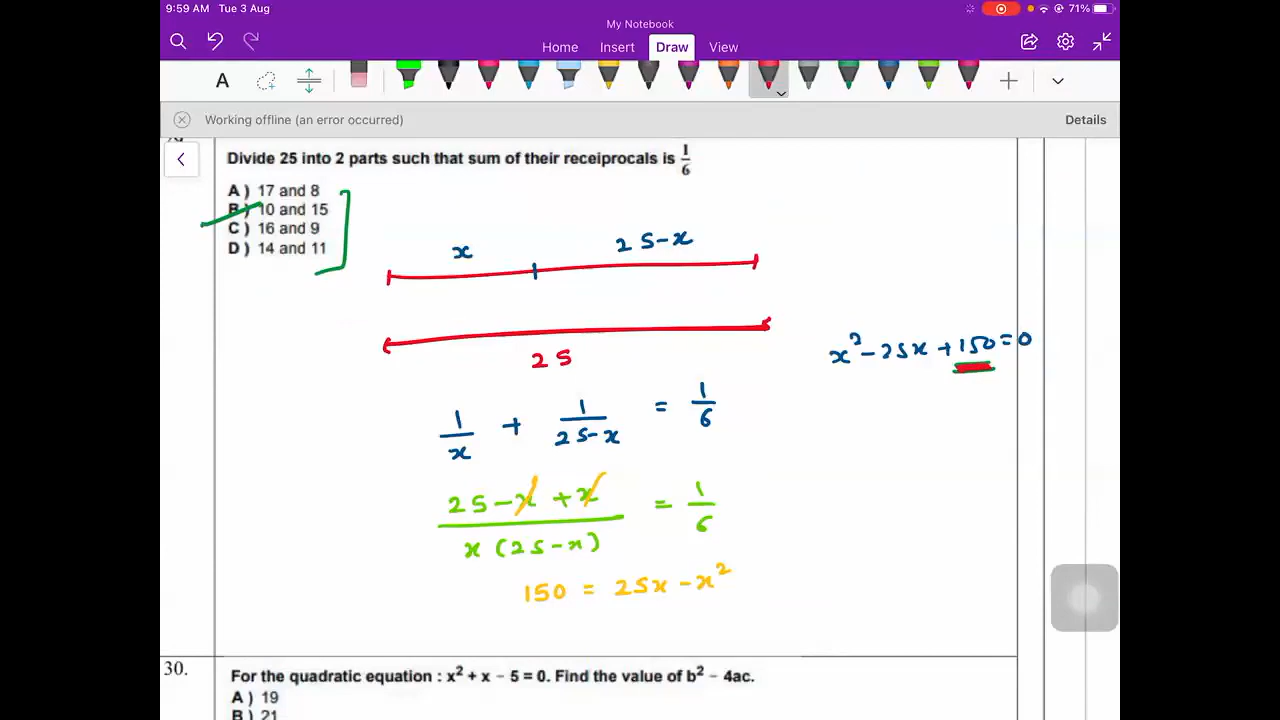 9:59 AM Tue 3 Aug
71%
My Notebook
Home Insert Draw View
A
Working offline (an error occurred)
Details
Divide 25 into 2 parts such that sum of their receiprocals is 1/6
A ) 17 and 8
B ) 10 and 15
C ) 16 and 9
D ) 14 and 11
x 25-x
25
x² - 25x + 150 = 0
1/x + 1/(25-x) = 1/6
(25 - x + x)/(x (25-x)) = 1/6
150 = 25x - x²
30.
For the quadratic equation : x² + x - 5 = 0. Find the value of b² - 4ac.
A ) 19
B ) 21